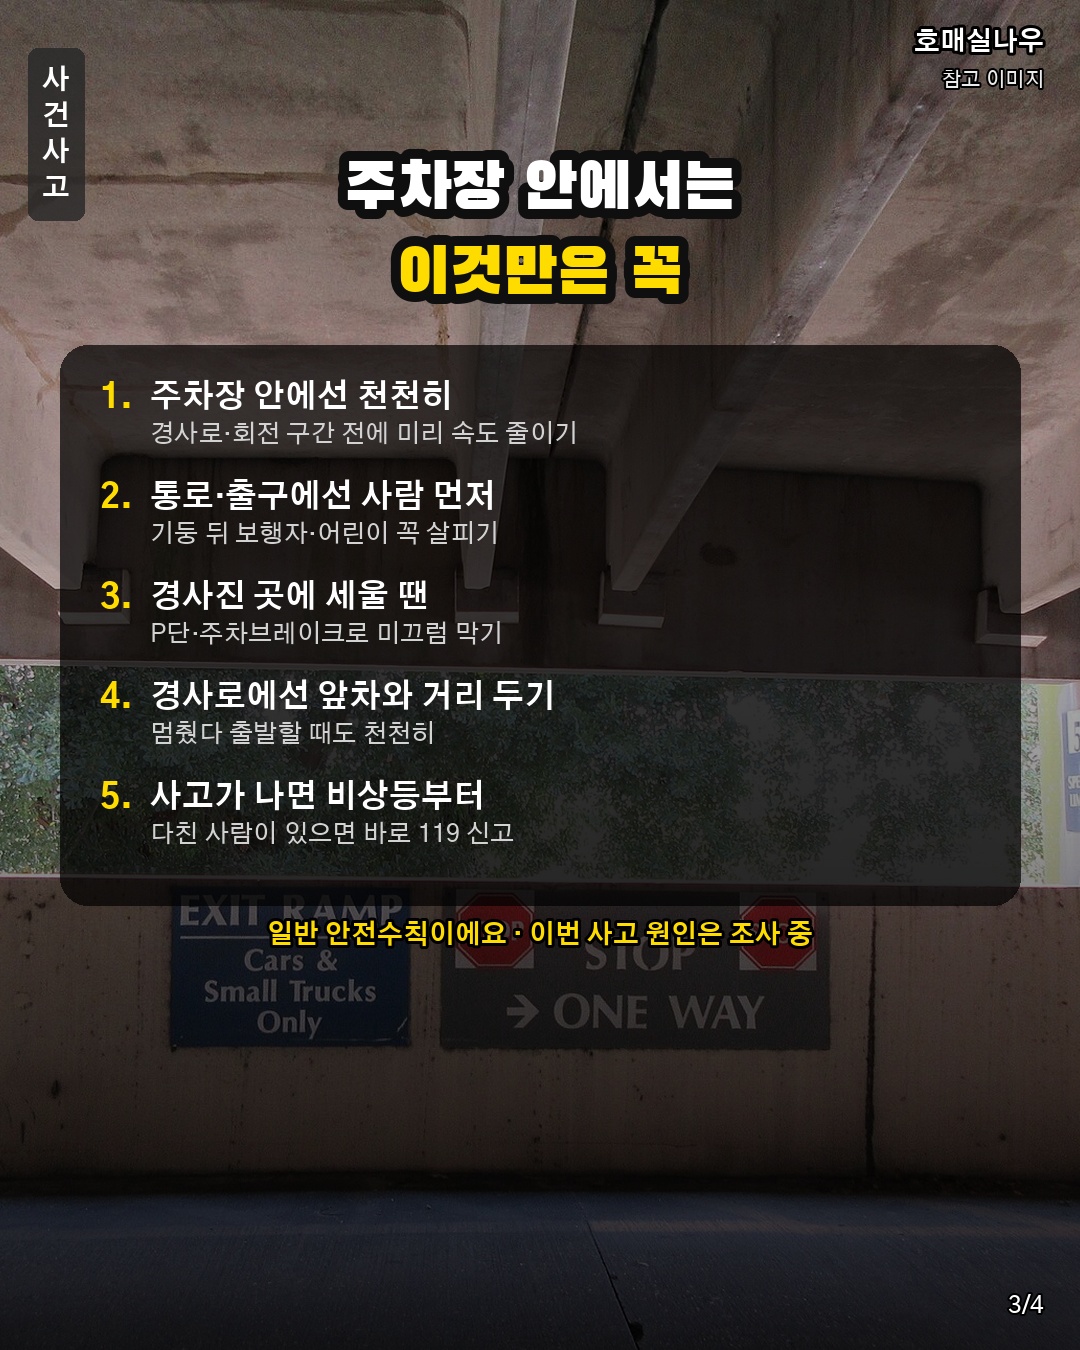 사건사고
호매실나우
참고 이미지
주차장 안에서는
이것만은 꼭
1. 주차장 안에선 천천히
경사로·회전 구간 전에 미리 속도 줄이기
2. 통로·출구에선 사람 먼저
기둥 뒤 보행자·어린이 꼭 살피기
3. 경사진 곳에 세울 땐
P단·주차브레이크로 미끄럼 막기
4. 경사로에선 앞차와 거리 두기
멈췄다 출발할 때도 천천히
5. 사고가 나면 비상등부터
다친 사람이 있으면 바로 119 신고
일반 안전수칙이에요 · 이번 사고 원인은 조사 중
EXIT RAMP
Cars &
Small Trucks
Only
STOP
→ ONE WAY
3/4